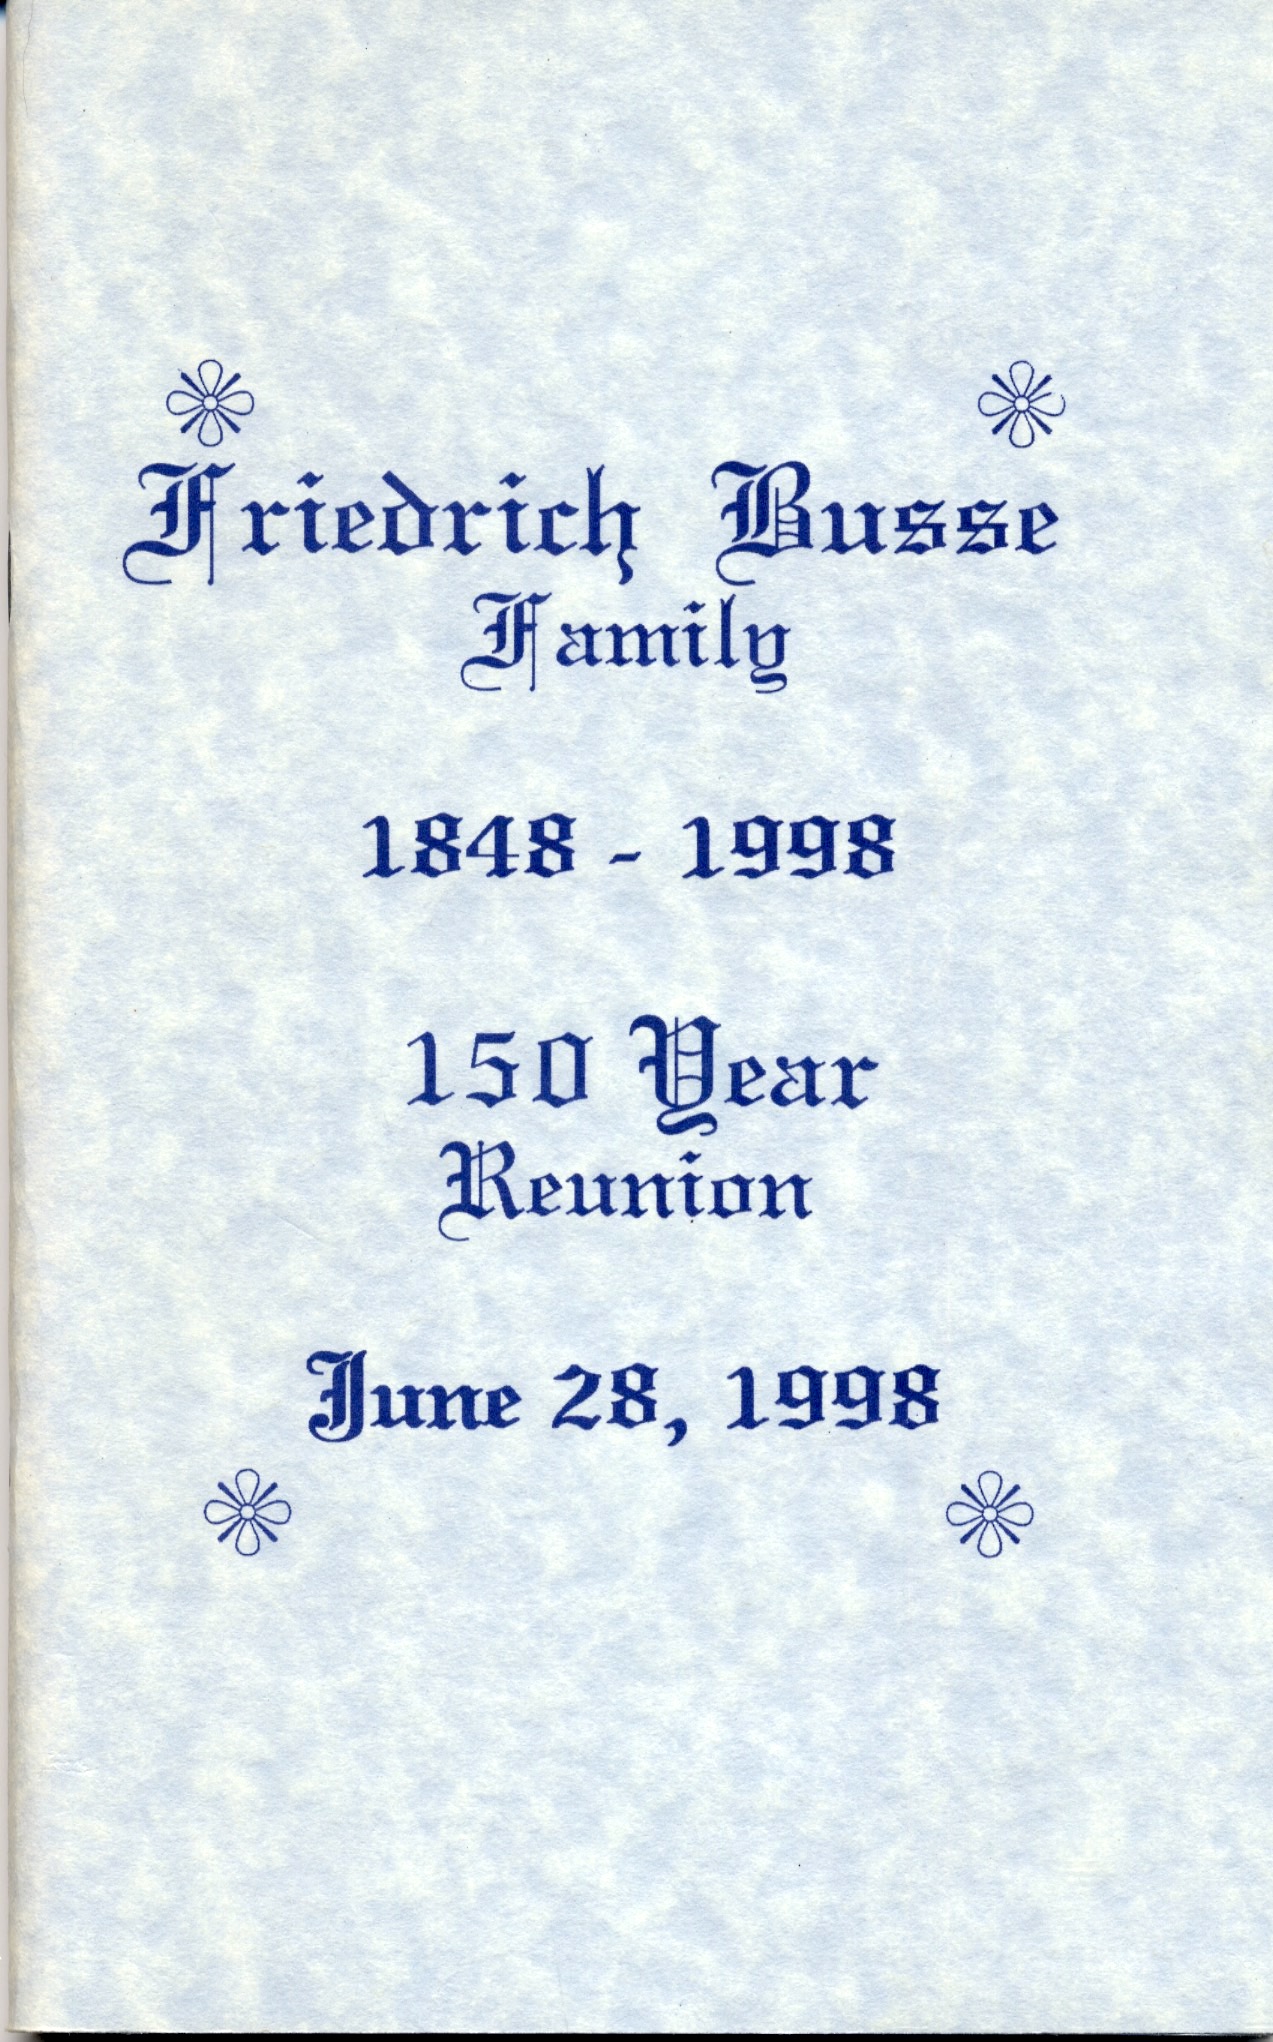 Friedrich Busse
Family
1848 - 1998
150 Year
Reunion
June 28, 1998